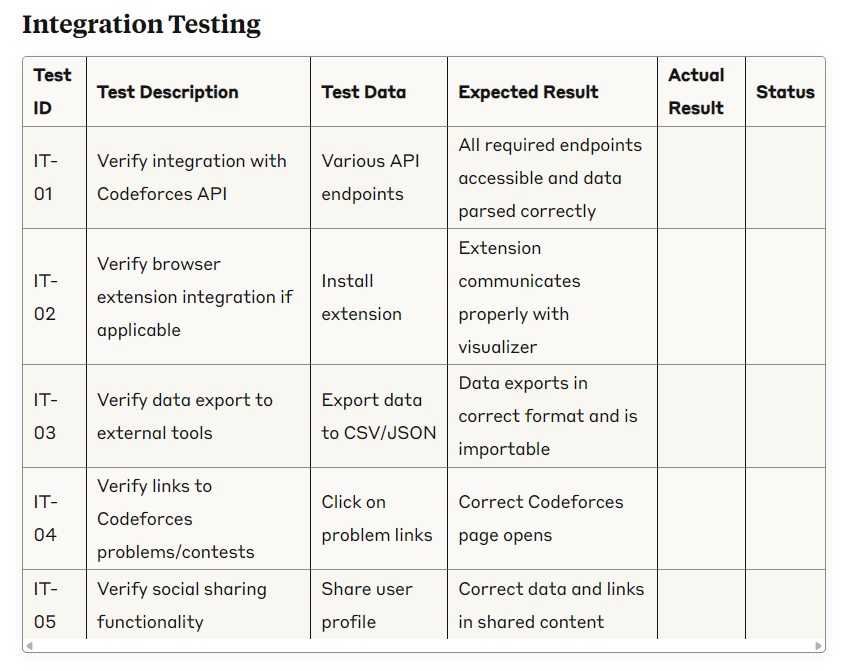 Integration Testing
Test ID | Test Description | Test Data | Expected Result | Actual Result | Status
IT-01 | Verify integration with Codeforces API | Various API endpoints | All required endpoints accessible and data parsed correctly
IT-02 | Verify browser extension integration if applicable | Install extension | Extension communicates properly with visualizer
IT-03 | Verify data export to external tools | Export data to CSV/JSON | Data exports in correct format and is importable
IT-04 | Verify links to Codeforces problems/contests | Click on problem links | Correct Codeforces page opens
IT-05 | Verify social sharing functionality | Share user profile | Correct data and links in shared content